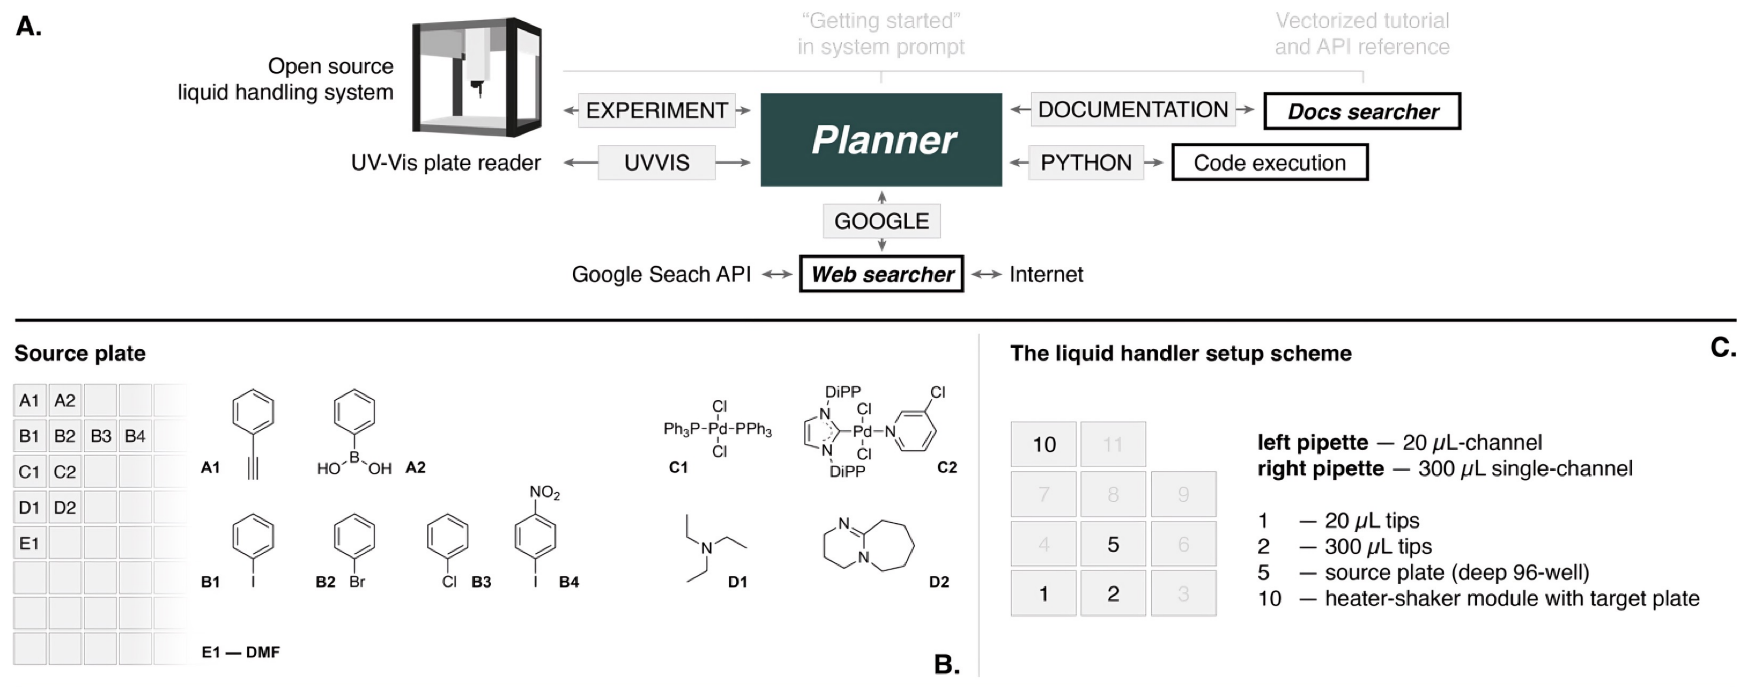 A.
"Getting started"
in system prompt
Vectorized tutorial
and API reference
Open source
liquid handling system
EXPERIMENT
Planner
DOCUMENTATION
Docs searcher
UV-Vis plate reader
UVVIS
PYTHON
Code execution
GOOGLE
Google Seach API
Web searcher
Internet
Source plate
A1 A2
B1 B2 B3 B4
C1 C2
D1 D2
E1
A1
HO B OH A2
Cl
Ph3P Pd PPh3
Cl
C1
DiPP
N
Cl
Cl
Pd N
N
Cl
DiPP
C2
I
B1
Br
B2
Cl
B3
NO2
I
B4
N
D1
N
N
D2
E1 — DMF
B.
The liquid handler setup scheme
C.
10 11
7 8 9
4 5 6
1 2 3
left pipette — 20 µL-channel
right pipette — 300 µL single-channel
1 — 20 µL tips
2 — 300 µL tips
5 — source plate (deep 96-well)
10 — heater-shaker module with target plate